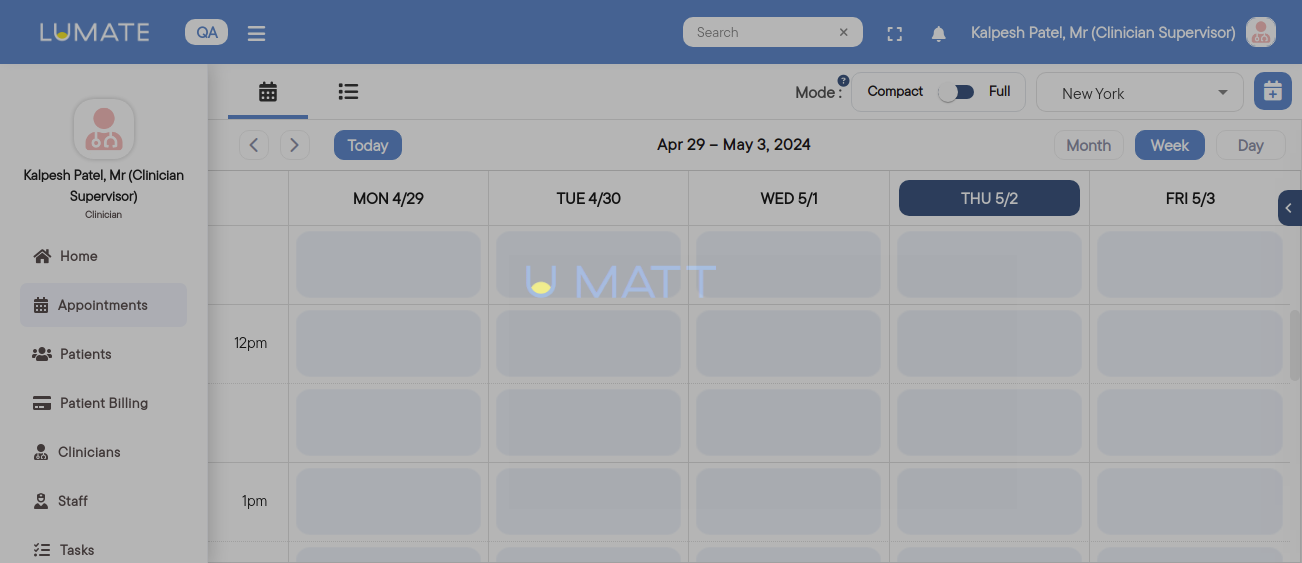 LUMATE
QA
Search
Kalpesh Patel, Mr (Clinician Supervisor)
Kalpesh Patel, Mr (Clinician
Supervisor)
Clinician
Home
Appointments
Patients
Patient Billing
Clinicians
Staff
Tasks
Mode :
?
Compact
Full
New York
Today
Apr 29 – May 3, 2024
Month
Week
Day
MON 4/29
TUE 4/30
WED 5/1
THU 5/2
FRI 5/3
U MATT
12pm
1pm